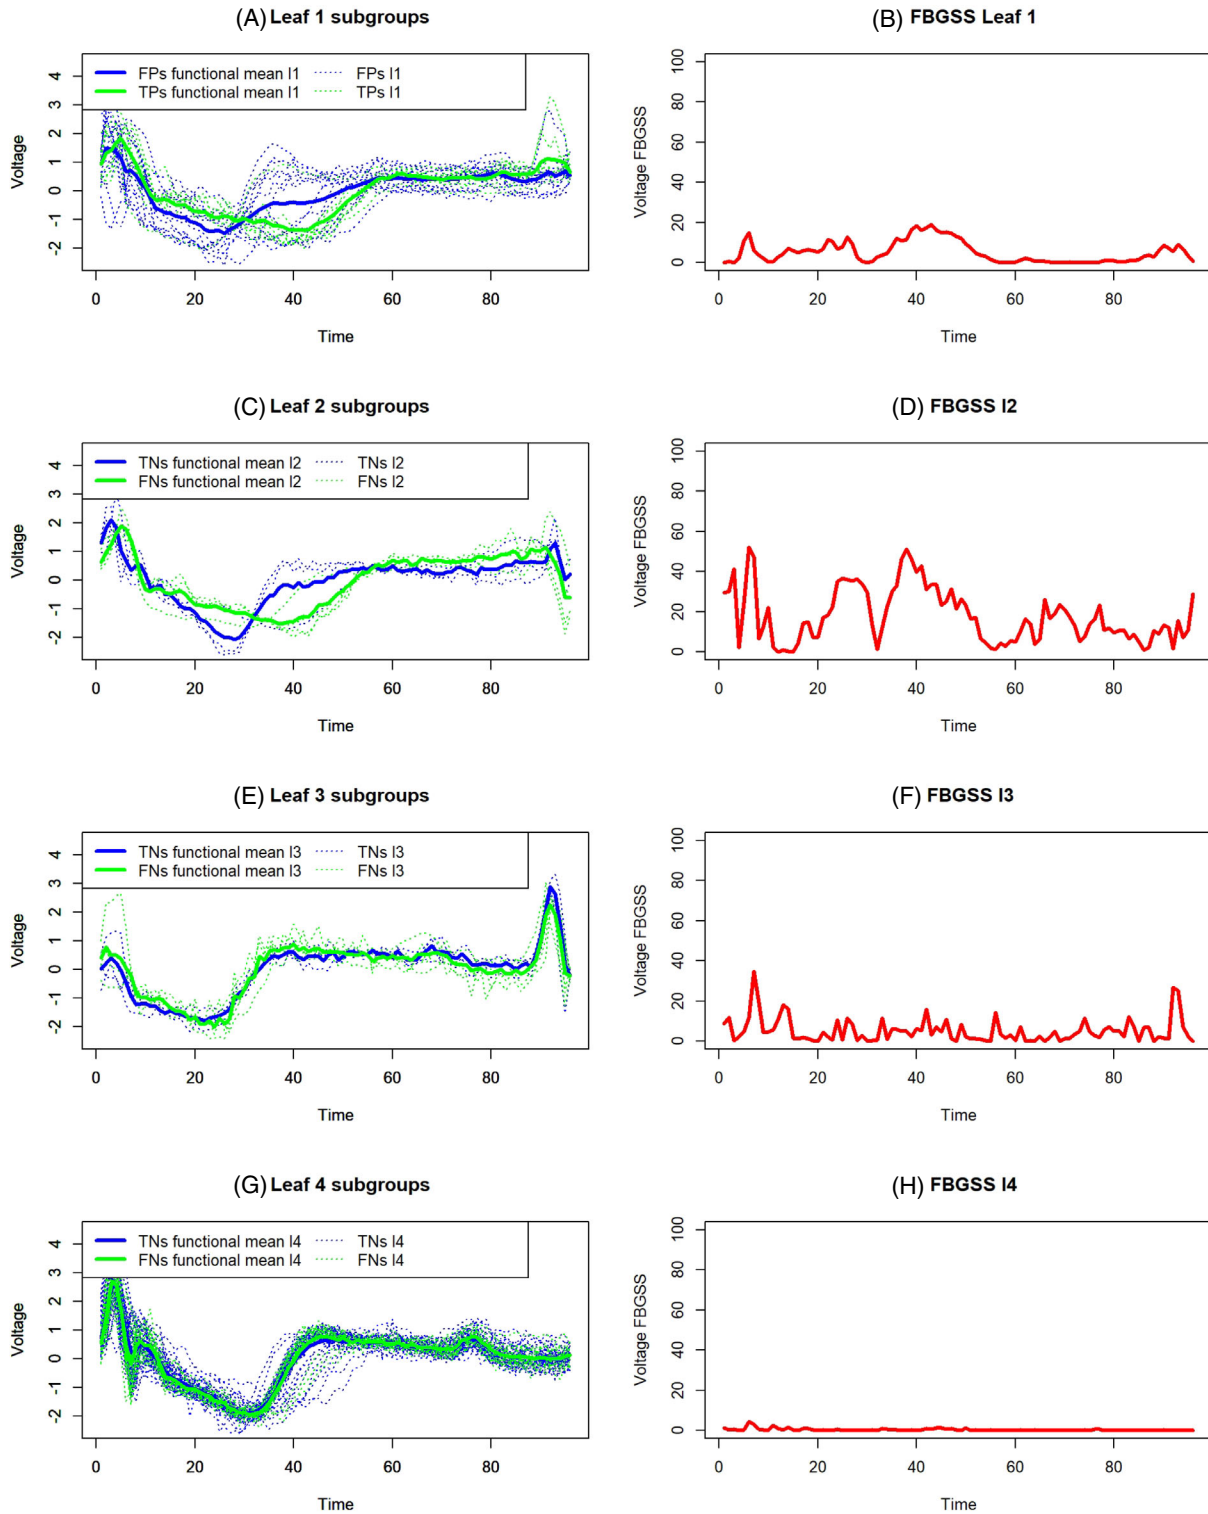 (A) Leaf 1 subgroups
FPs functional mean l1 FPs l1
TPs functional mean l1 TPs l1
Voltage
4
3
2
1
0
-1
-2
0 20 40 60 80
Time
(B) FBGSS Leaf 1
Voltage FBGSS
100
80
60
40
20
0
0 20 40 60 80
Time
(C) Leaf 2 subgroups
TNs functional mean l2 TNs l2
FNs functional mean l2 FNs l2
Voltage
4
3
2
1
0
-1
-2
0 20 40 60 80
Time
(D) FBGSS l2
Voltage FBGSS
100
80
60
40
20
0
0 20 40 60 80
Time
(E) Leaf 3 subgroups
TNs functional mean l3 TNs l3
FNs functional mean l3 FNs l3
Voltage
4
3
2
1
0
-1
-2
0 20 40 60 80
Time
(F) FBGSS l3
Voltage FBGSS
100
80
60
40
20
0
0 20 40 60 80
Time
(G) Leaf 4 subgroups
TNs functional mean l4 TNs l4
FNs functional mean l4 FNs l4
Voltage
4
3
2
1
0
-1
-2
0 20 40 60 80
Time
(H) FBGSS l4
Voltage FBGSS
100
80
60
40
20
0
0 20 40 60 80
Time